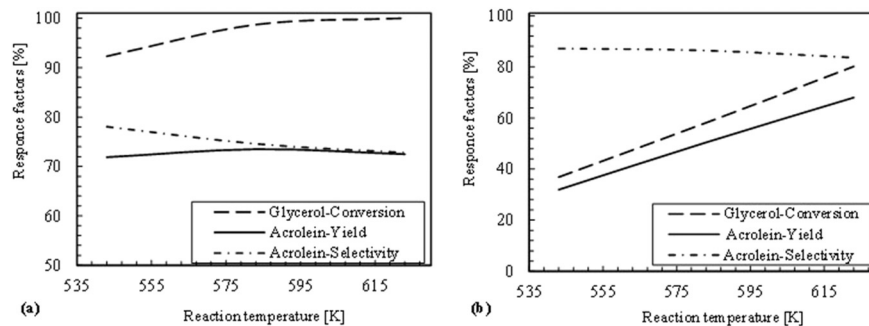 Responce factors [%]
100
90
80
70
60
50
Glycerol-Conversion
Acrolein-Yield
Acrolein-Selectivity
535
555
575
595
615
(a)
Reaction temperature [K]
Responce factors [%]
100
80
60
40
20
0
Glycerol-Conversion
Acrolein-Yield
Acrolein-Selectivity
535
555
575
595
615
(b)
Reaction temperature [K]